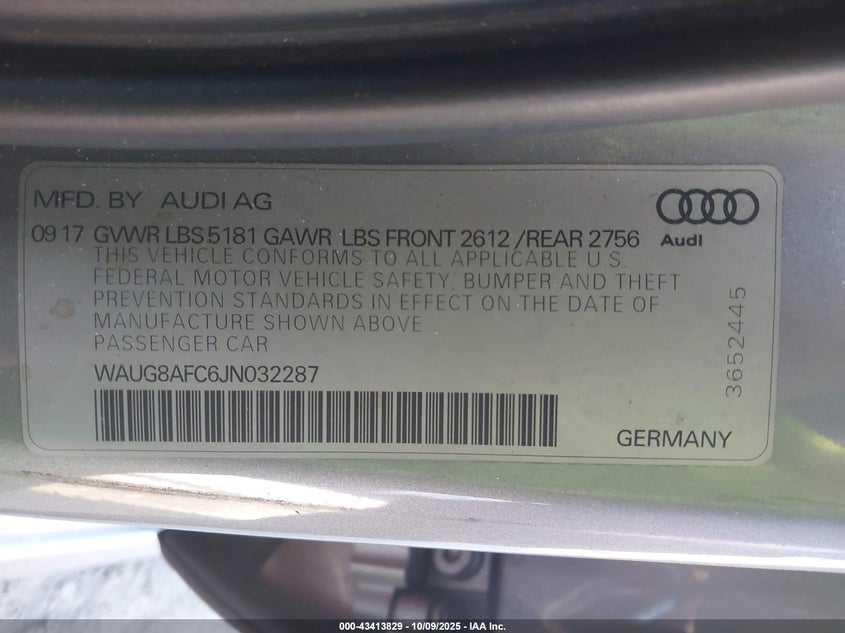 MFD. BY AUDI AG
09 17 GVWR LBS 5181 GAWR LBS FRONT 2612 /REAR 2756
Audi
THIS VEHICLE CONFORMS TO ALL APPLICABLE U.S.
FEDERAL MOTOR VEHICLE SAFETY, BUMPER AND THEFT
PREVENTION STANDARDS IN EFFECT ON THE DATE OF
MANUFACTURE SHOWN ABOVE
PASSENGER CAR
3652445
WAUG8AFC6JN032287
GERMANY
000-43413829 - 10/09/2025 - IAA Inc.